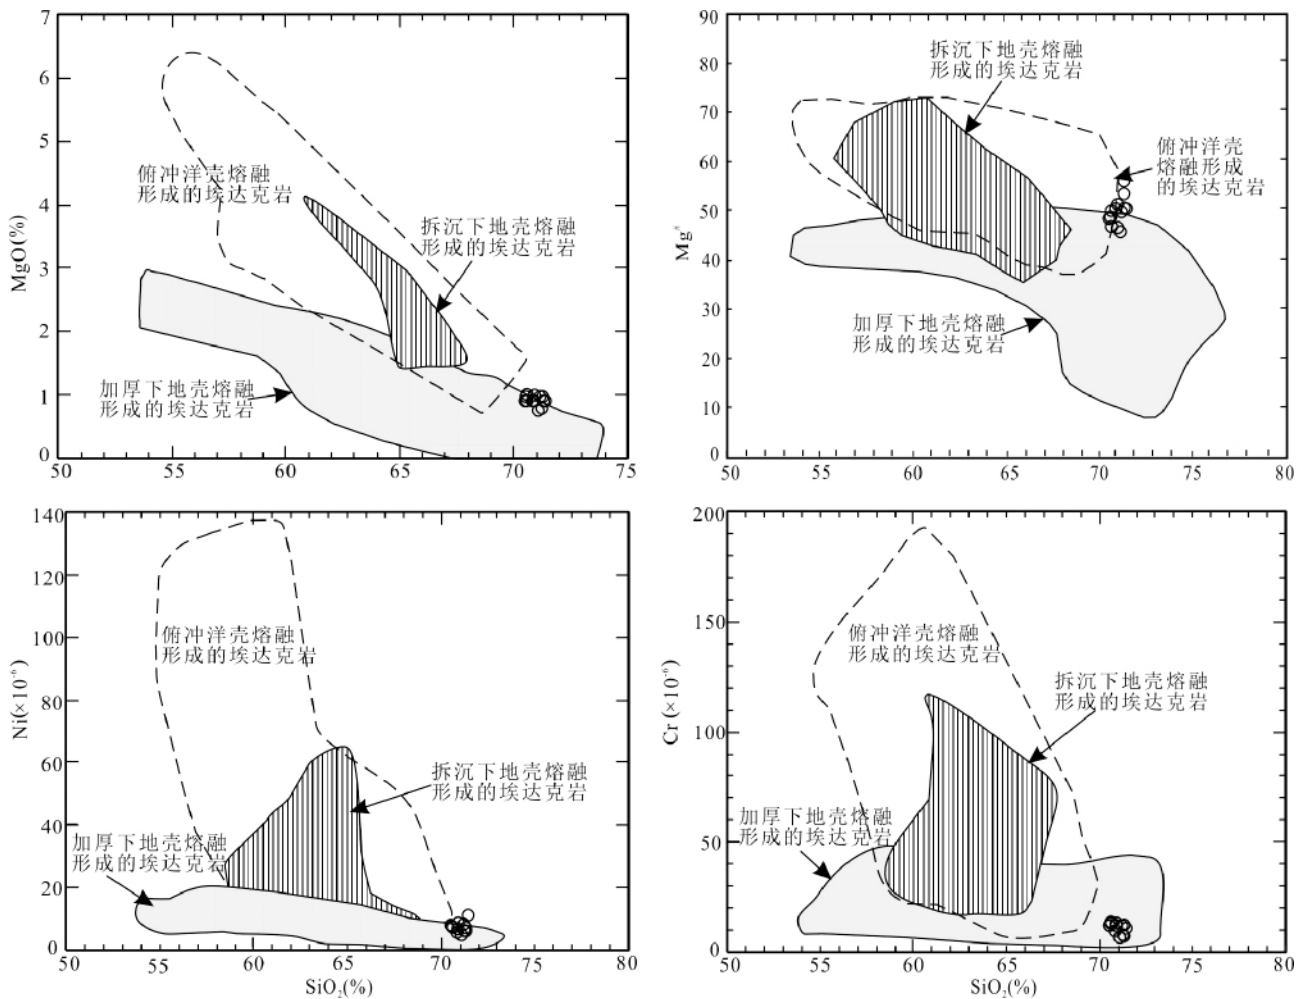 7
6
5
4
3
2
1
0
MgO(%)
俯冲洋壳熔融
形成的埃达克岩
拆沉下地壳熔融
形成的埃达克岩
加厚下地壳熔融
形成的埃达克岩
50
55
60
65
70
75
90
80
70
60
50
40
30
20
10
0
Mg#
拆沉下地壳熔融
形成的埃达克岩
俯冲洋壳
熔融形成
的埃达克岩
加厚下地壳熔融
形成的埃达克岩
50
55
60
65
70
75
80
140
120
100
80
60
40
20
0
Ni(×10⁻⁶)
俯冲洋壳熔融
形成的埃达克岩
拆沉下地壳熔融
形成的埃达克岩
加厚下地壳熔融
形成的埃达克岩
50
55
60
65
70
75
80
SiO₂(%)
200
150
100
50
0
Cr(×10⁻⁶)
俯冲洋壳熔融
形成的埃达克岩
拆沉下地壳熔融
形成的埃达克岩
加厚下地壳熔融
形成的埃达克岩
50
55
60
65
70
75
80
SiO₂(%)